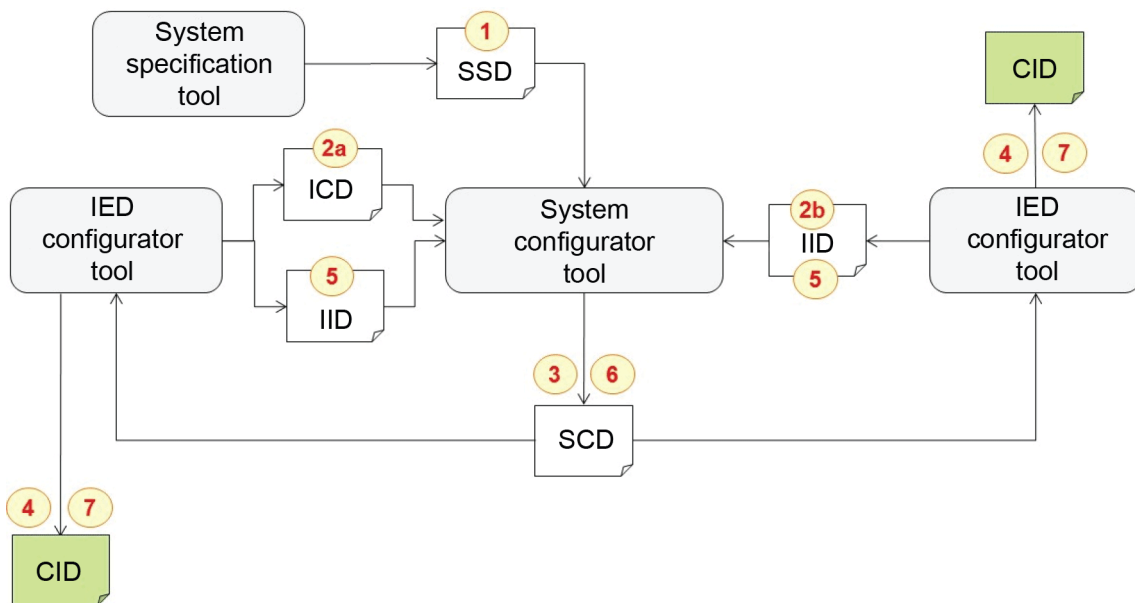 System
specification
tool
1
SSD
CID
4 7
2a
ICD
IED
configurator
tool
System
configurator
tool
2b
IID
5
IED
configurator
tool
5
IID
3 6
SCD
4 7
CID